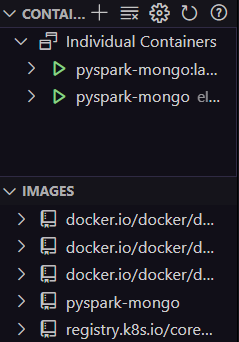 CONTAI...
Individual Containers
pyspark-mongo:la...
pyspark-mongo el...
IMAGES
docker.io/docker/d...
docker.io/docker/d...
docker.io/docker/d...
pyspark-mongo
registry.k8s.io/core...